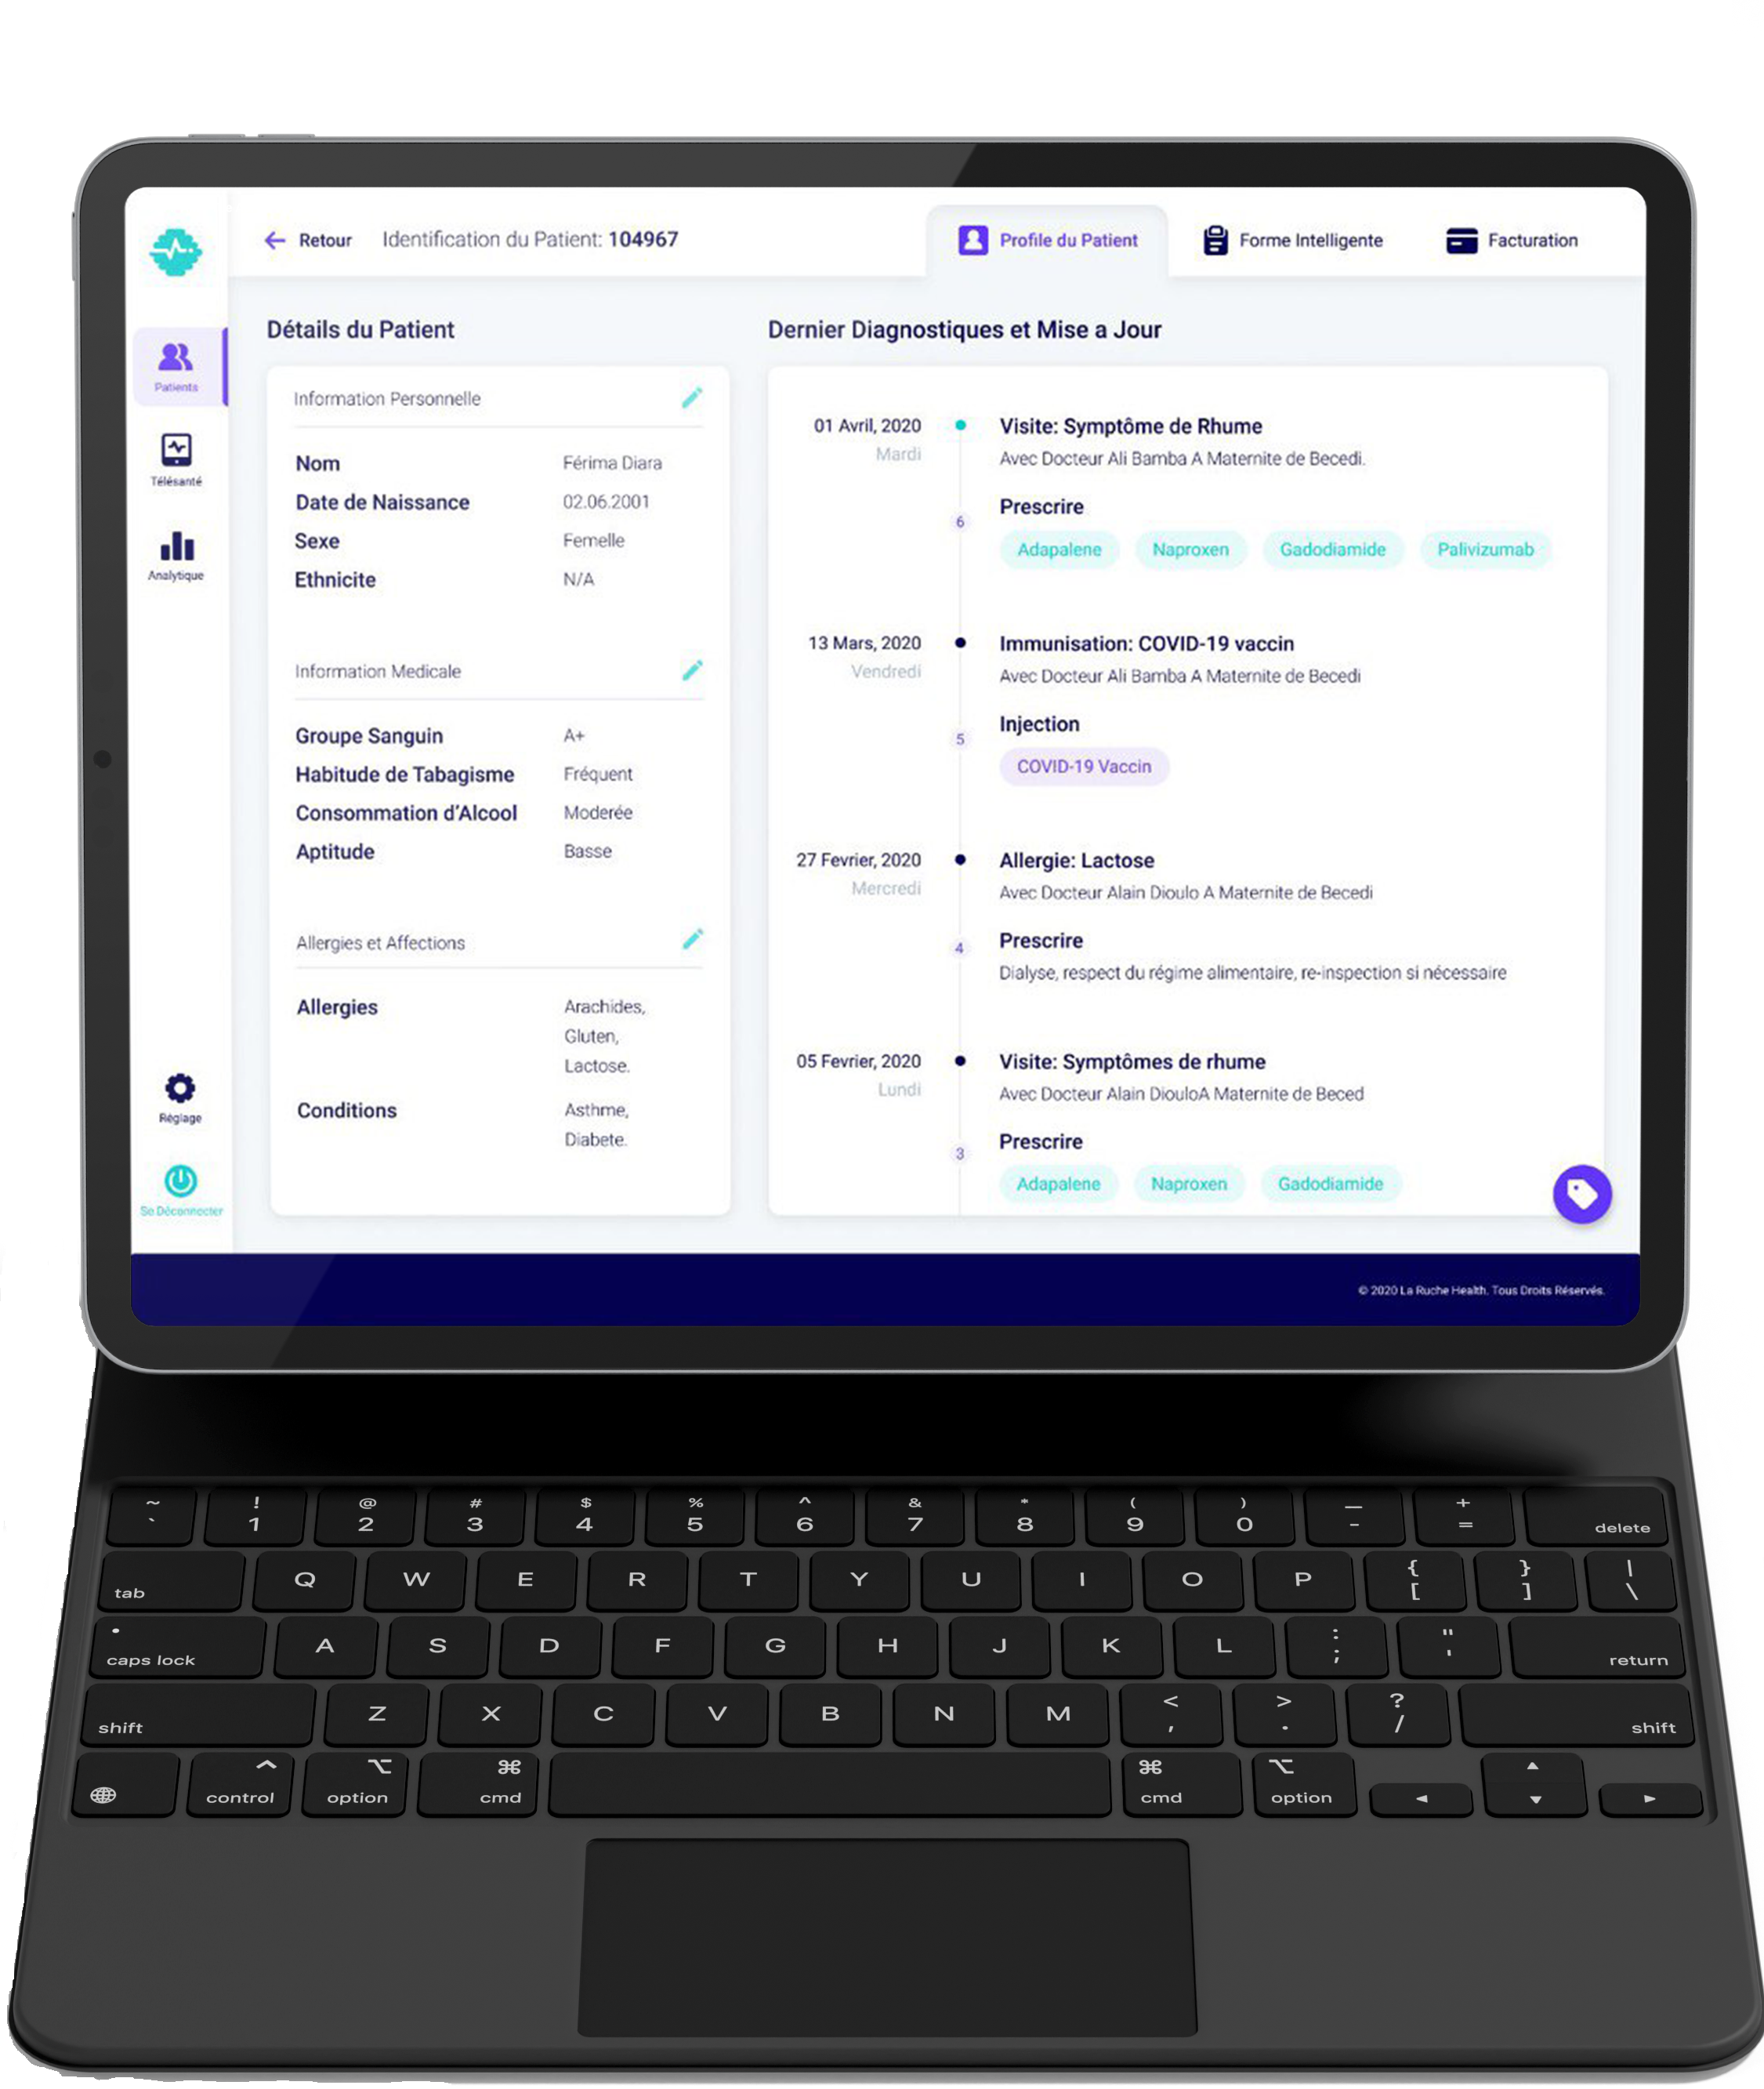 Retour
Identification du Patient: 104967
Profile du Patient
Forme Intelligente
Facturation
Patients
Télésanté
Analytique
Réglage
Se Déconnecter
Détails du Patient
Information Personnelle
Nom Férima Diara
Date de Naissance 02.06.2001
Sexe Femelle
Ethnicite N/A
Information Medicale
Groupe Sanguin A+
Habitude de Tabagisme Fréquent
Consommation d'Alcool Moderée
Aptitude Basse
Allergies et Affections
Allergies Arachides,
Gluten,
Lactose.
Conditions Asthme,
Diabete.
Dernier Diagnostiques et Mise a Jour
01 Avril, 2020 Visite: Symptôme de Rhume
Mardi Avec Docteur Ali Bamba A Maternite de Becedi.
Prescrire
6
Adapalene Naproxen Gadodiamide Palivizumab
13 Mars, 2020 Immunisation: COVID-19 vaccin
Vendredi Avec Docteur Ali Bamba A Maternite de Becedi
Injection
5
COVID-19 Vaccin
27 Fevrier, 2020 Allergie: Lactose
Mercredi Avec Docteur Alain Dioulo A Maternite de Becedi
Prescrire
4
Dialyse, respect du régime alimentaire, re-inspection si nécessaire
05 Fevrier, 2020 Visite: Symptômes de rhume
Lundi Avec Docteur Alain DiouloA Maternite de Beced
Prescrire
3
Adapalene Naproxen Gadodiamide
© 2020 La Ruche Health. Tous Droits Réservés.
~ ! @ # $ % ^ & * ( ) — +
` 1 2 3 4 5 6 7 8 9 0 - = delete
tab Q W E R T Y U I O P { [ } ] | \
caps lock A S D F G H J K L : ; " ' return
shift Z X C V B N M < , > . ? / shift
control option cmd cmd option